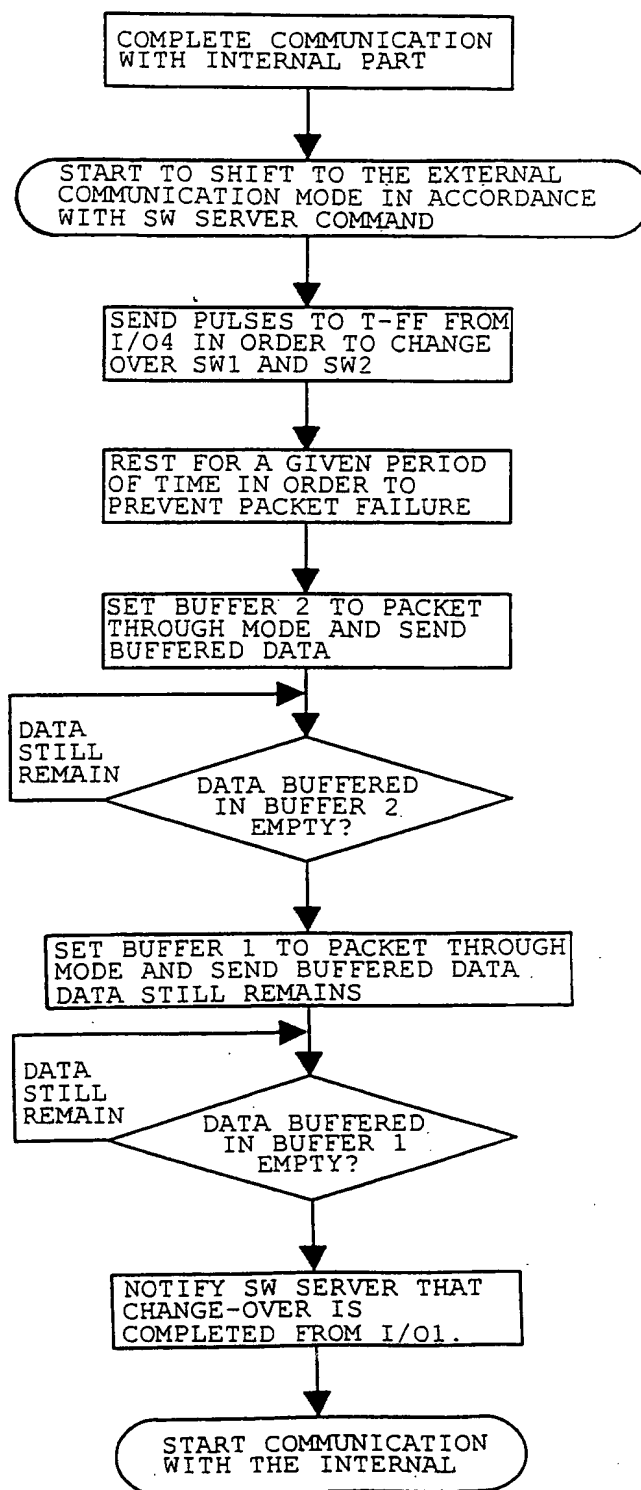 COMPLETE COMMUNICATION
WITH INTERNAL PART
START TO SHIFT TO THE EXTERNAL
COMMUNICATION MODE IN ACCORDANCE
WITH SW SERVER COMMAND
SEND PULSES TO T-FF FROM
I/O4 IN ORDER TO CHANGE
OVER SW1 AND SW2
REST FOR A GIVEN PERIOD
OF TIME IN ORDER TO
PREVENT PACKET FAILURE
SET BUFFER 2 TO PACKET
THROUGH MODE AND SEND
BUFFERED DATA
DATA
STILL
REMAIN
DATA BUFFERED
IN BUFFER 2
EMPTY?
SET BUFFER 1 TO PACKET THROUGH
MODE AND SEND BUFFERED DATA
DATA STILL REMAINS
DATA
STILL
REMAIN
DATA BUFFERED
IN BUFFER 1
EMPTY?
NOTIFY SW SERVER THAT
CHANGE-OVER IS
COMPLETED FROM I/O1.
START COMMUNICATION
WITH THE INTERNAL